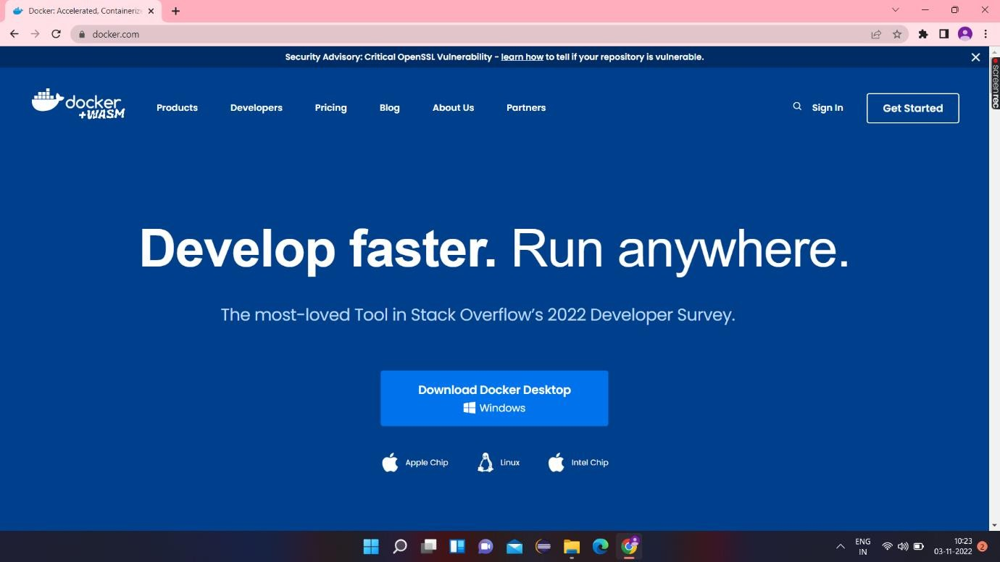 Docker: Accelerated, Containeriz
docker.com
Security Advisory: Critical OpenSSL Vulnerability - learn how to tell if your repository is vulnerable.
docker
+WASM
Products Developers Pricing Blog About Us Partners Sign In Get Started
screenrec
Develop faster. Run anywhere.
The most-loved Tool in Stack Overflow's 2022 Developer Survey.
Download Docker Desktop
Windows
Apple Chip Linux Intel Chip
ENG
IN
10:23
03-11-2022
2